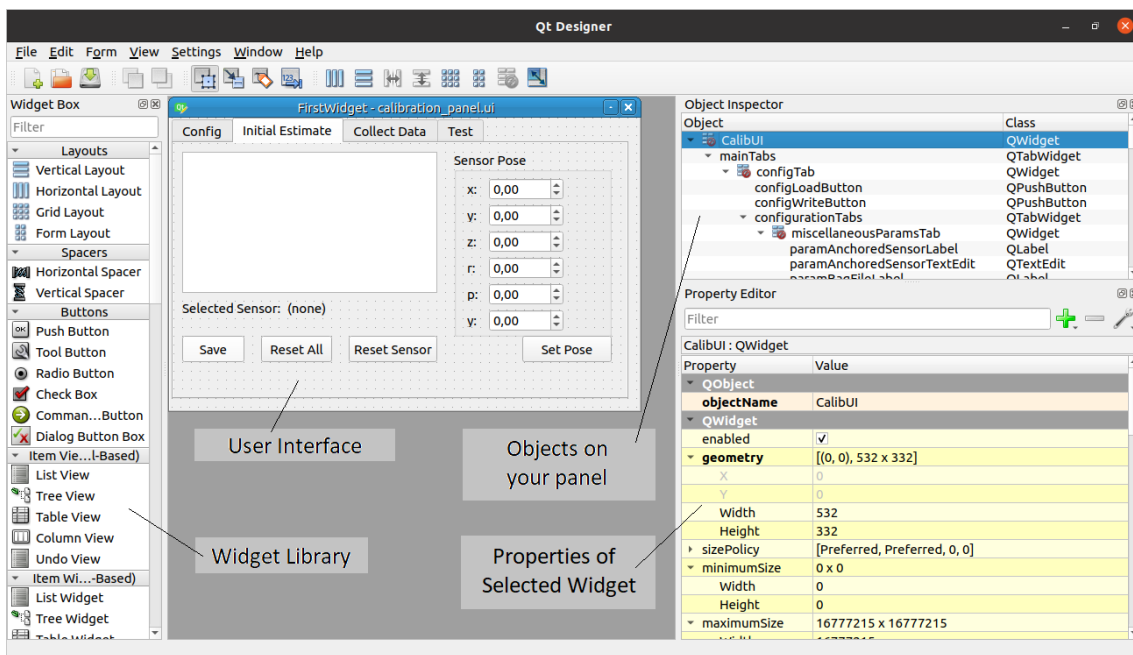 Qt Designer
File Edit Form View Settings Window Help
Widget Box
Filter
Layouts
Vertical Layout
Horizontal Layout
Grid Layout
Form Layout
Spacers
Horizontal Spacer
Vertical Spacer
Buttons
OK Push Button
Tool Button
Radio Button
Check Box
Comman...Button
Dialog Button Box
Item Vie...l-Based)
List View
Tree View
Table View
Column View
Undo View
Item Wi...-Based)
List Widget
Tree Widget
Table Widget
FirstWidget - calibration_panel.ui
Config Initial Estimate Collect Data Test
Sensor Pose
x: 0,00
y: 0,00
z: 0,00
r: 0,00
p: 0,00
y: 0,00
Selected Sensor: (none)
Save Reset All Reset Sensor Set Pose
User Interface
Widget Library
Objects on
your panel
Properties of
Selected Widget
Object Inspector
Object Class
CalibUI QWidget
mainTabs QTabWidget
configTab QWidget
configLoadButton QPushButton
configWriteButton QPushButton
configurationTabs QTabWidget
miscellaneousParamsTab QWidget
paramAnchoredSensorLabel QLabel
paramAnchoredSensorTextEdit QTextEdit
paramBagFileLabel QLabel
Property Editor
Filter
CalibUI : QWidget
Property Value
QObject
objectName CalibUI
QWidget
enabled
geometry [(0, 0), 532 x 332]
X 0
Y 0
Width 532
Height 332
sizePolicy [Preferred, Preferred, 0, 0]
minimumSize 0 x 0
Width 0
Height 0
maximumSize 16777215 x 16777215
Width 16777215